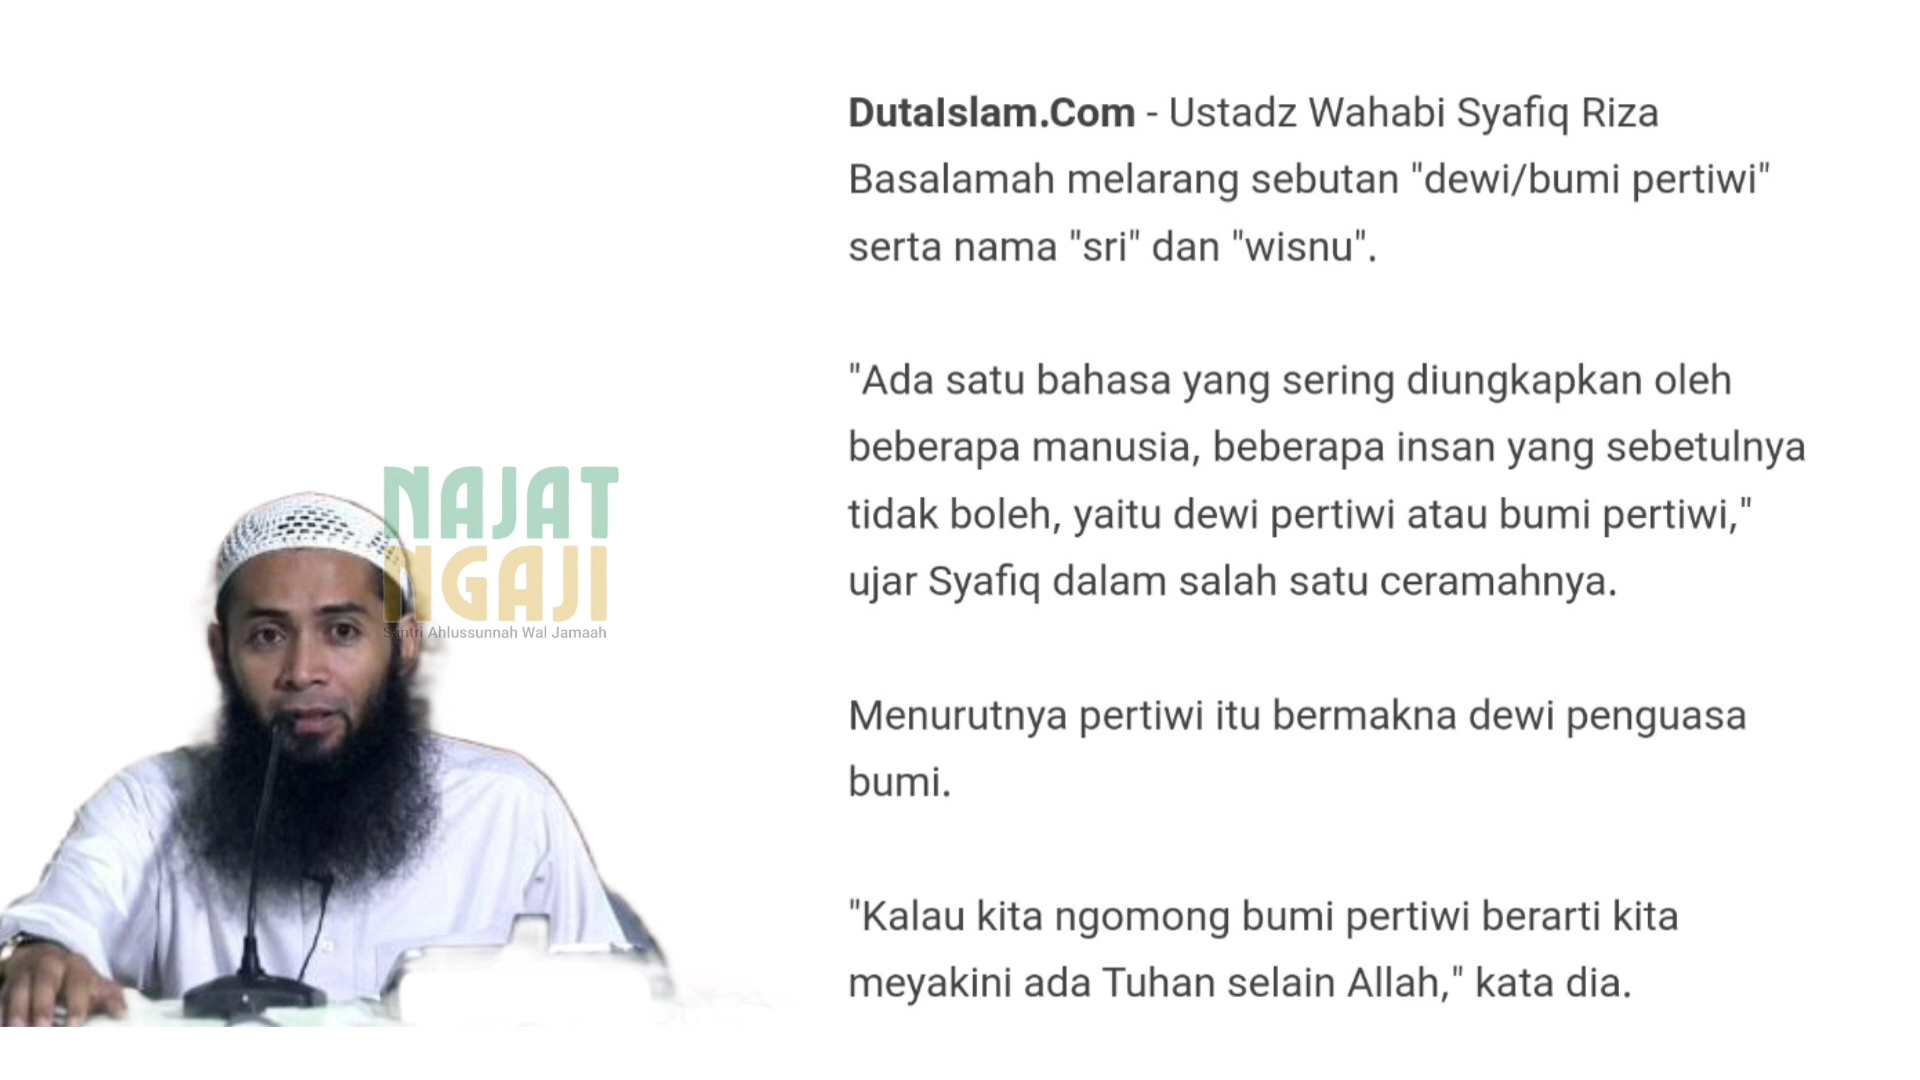 DutaIslam.Com - Ustadz Wahabi Syafiq Riza
Basalamah melarang sebutan "dewi/bumi pertiwi"
serta nama "sri" dan "wisnu".
"Ada satu bahasa yang sering diungkapkan oleh
beberapa manusia, beberapa insan yang sebetulnya
tidak boleh, yaitu dewi pertiwi atau bumi pertiwi,"
ujar Syafiq dalam salah satu ceramahnya.
Menurutnya pertiwi itu bermakna dewi penguasa
bumi.
"Kalau kita ngomong bumi pertiwi berarti kita
meyakini ada Tuhan selain Allah," kata dia.
NAJAT
NGAJI
Santri Ahlussunnah Wal Jamaah